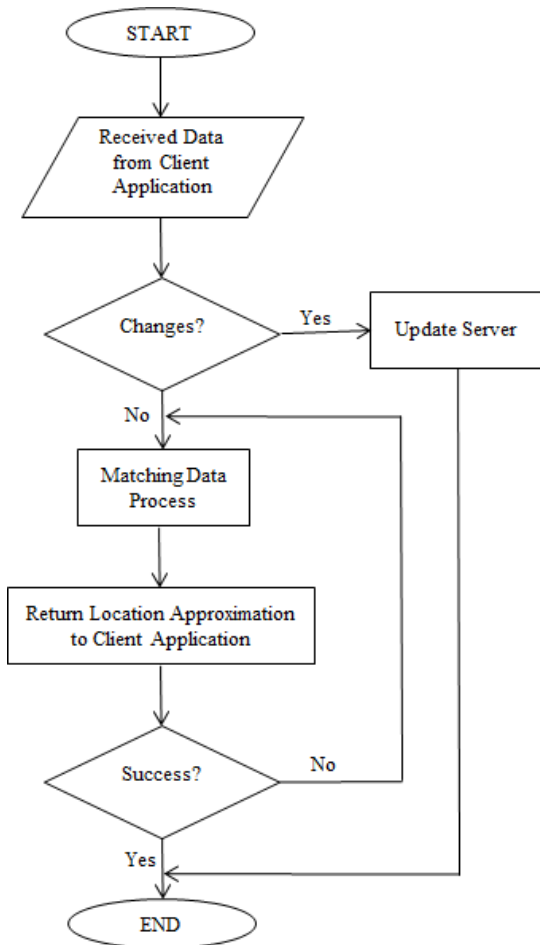 START
Received Data
from Client
Application
Changes?
Yes
Update Server
No
Matching Data
Process
Return Location Approximation
to Client Application
Success?
No
Yes
END